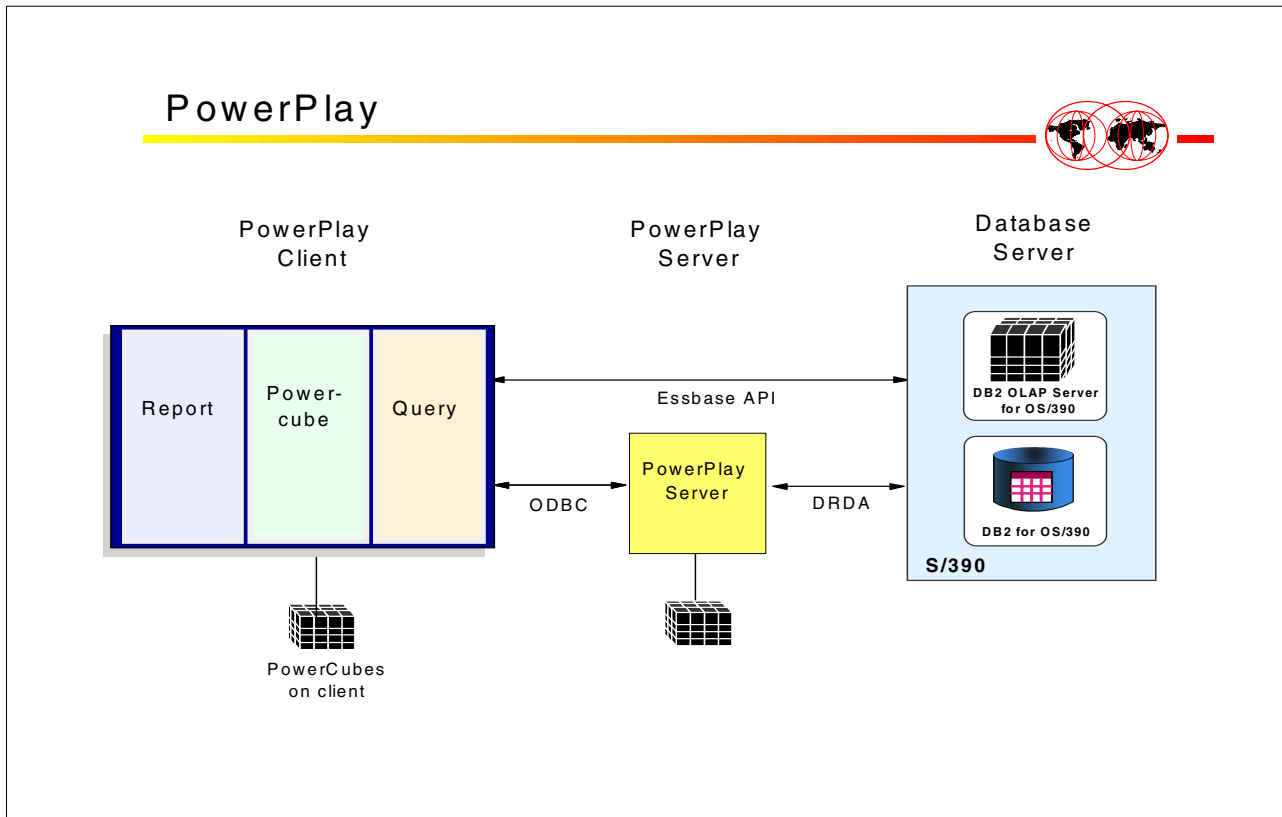 PowerPlay
PowerPlay
Client
PowerPlay
Server
Database
Server
Report
Power-
cube
Query
Essbase API
DB2 OLAP Server
for OS/390
PowerPlay
Server
ODBC
DRDA
DB2 for OS/390
S/390
PowerCubes
on client